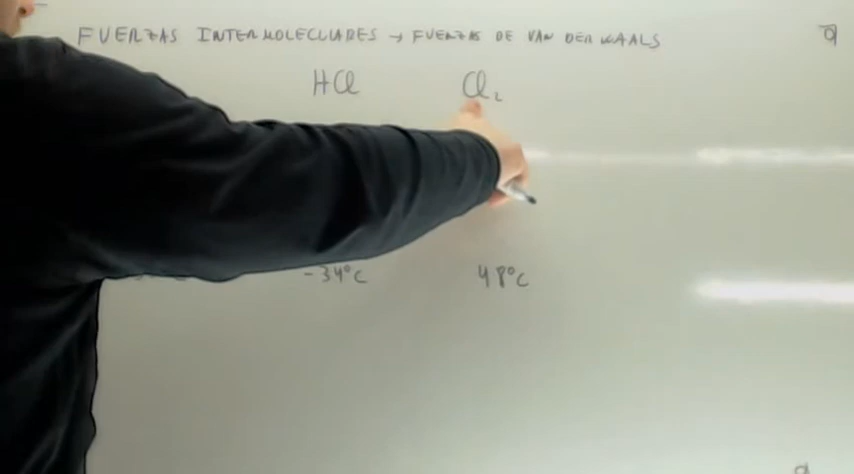 FUERZAS INTERMOLECULARES → FUERZAS DE VAN DER WAALS
HCl Cl₂
-34°C 48°C